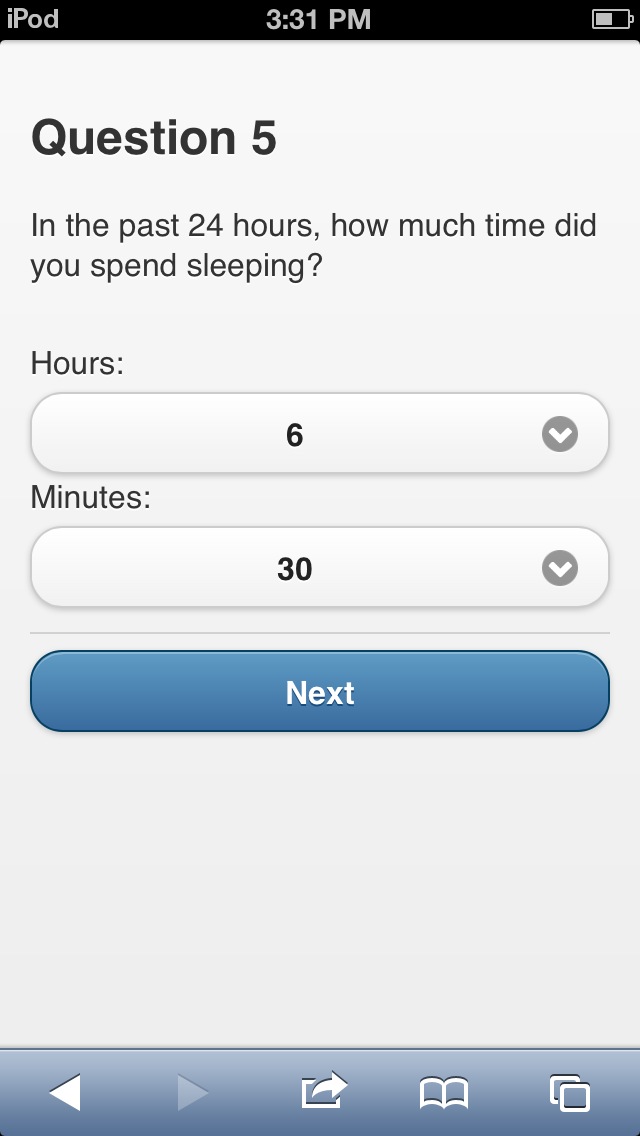 iPod 3:31 PM
Question 5
In the past 24 hours, how much time did
you spend sleeping?
Hours:
6
Minutes:
30
Next